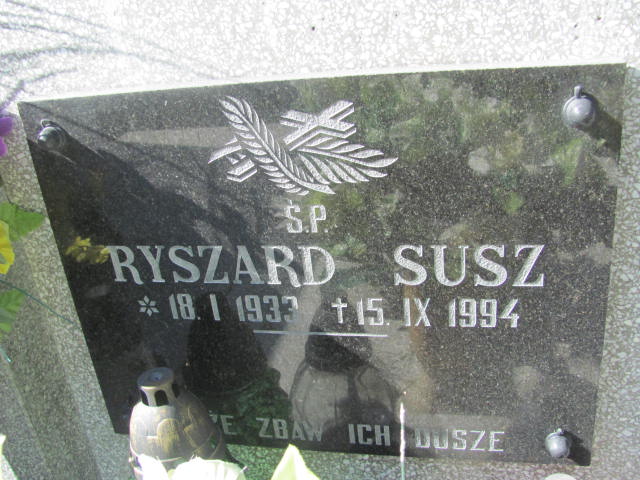 Ś.P.
RYSZARD SUSZ
* 18. I 1933 † 15. IX 1994
ZBAW ICH DUSZE